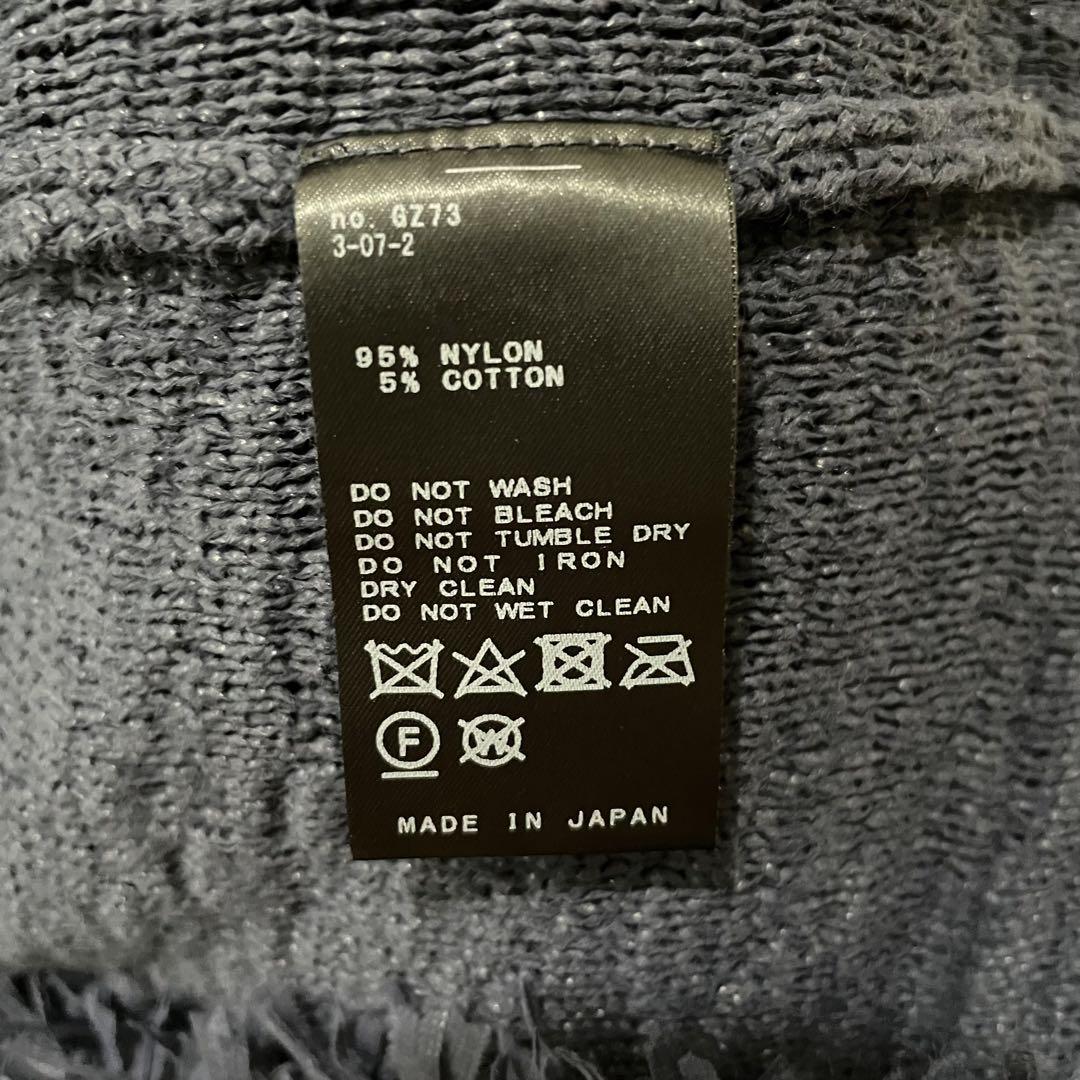 no. GZ73
3-07-2
95% NYLON
5% COTTON
DO NOT WASH
DO NOT BLEACH
DO NOT TUMBLE DRY
DO NOT IRON
DRY CLEAN
DO NOT WET CLEAN
F W
MADE IN JAPAN